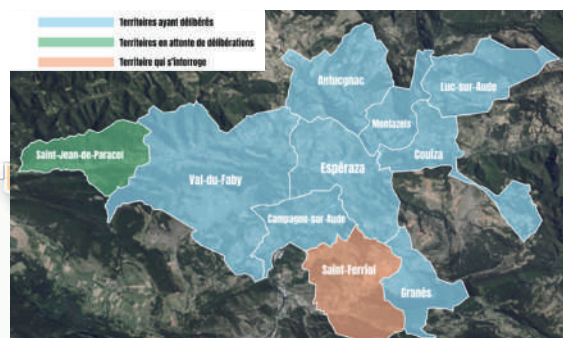 Territoires ayant délibérés
Territoires en attente de délibérations
Territoire qui s'interroge
Antugnac
Luc-sur-Aude
Montazels
Saint-Jean-de-Paracol
Couiza
Espéraza
Val-du-Faby
Campagne-sur-Aude
Saint-Ferriol
Granès